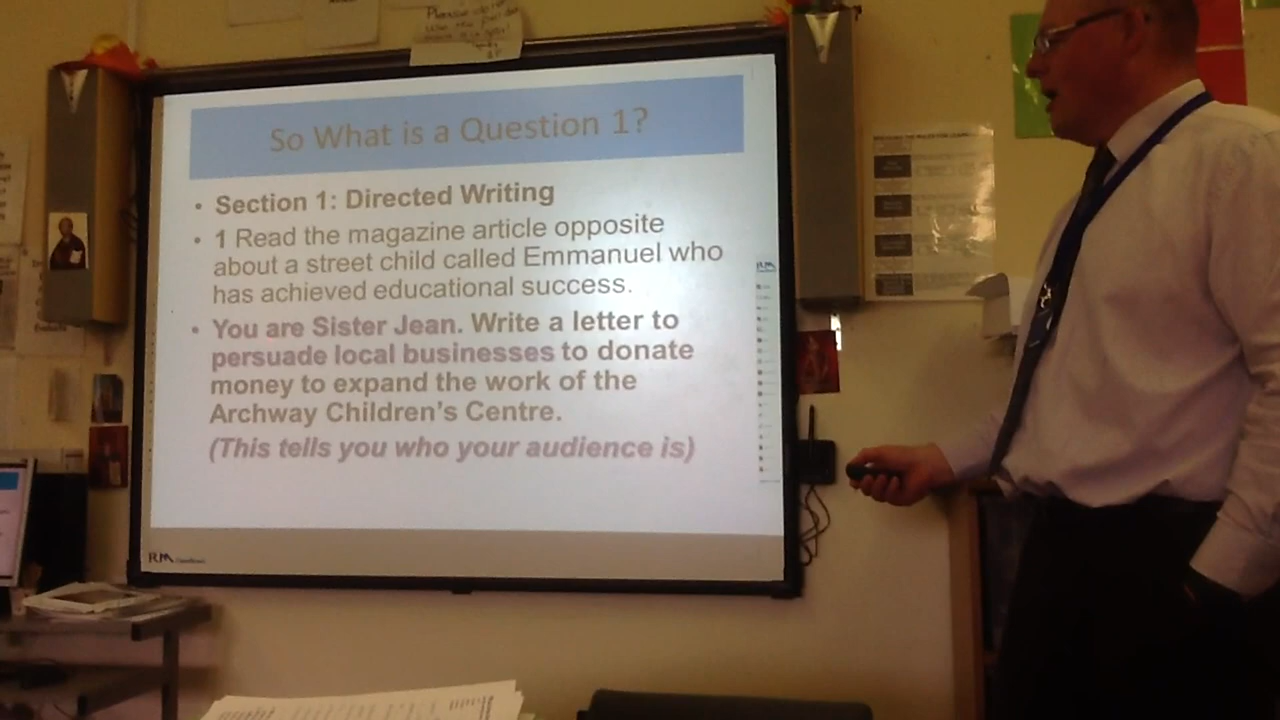 So What is a Question 1?
• Section 1: Directed Writing
• 1 Read the magazine article opposite
about a street child called Emmanuel who
has achieved educational success.
• You are Sister Jean. Write a letter to
persuade local businesses to donate
money to expand the work of the
Archway Children's Centre.
(This tells you who your audience is)
RM
RM